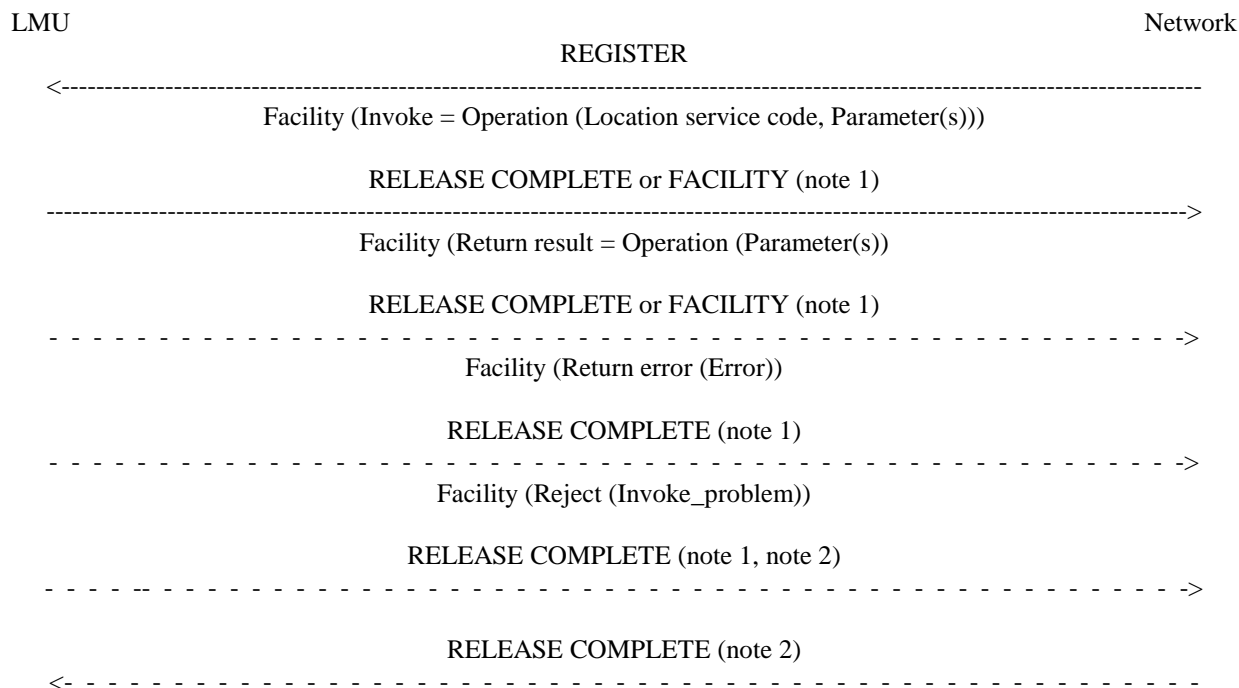 LMU Network
REGISTER
<------------------------------------------------------------------------------------------------------------------------------------
Facility (Invoke = Operation (Location service code, Parameter(s)))
RELEASE COMPLETE or FACILITY (note 1)
------------------------------------------------------------------------------------------------------------------------------------>
Facility (Return result = Operation (Parameter(s))
RELEASE COMPLETE or FACILITY (note 1)
- - - - - - - - - - - - - - - - - - - - - - - - - - - - - - - - - - - - - - - - - - - - - - - - - - - - ->
Facility (Return error (Error))
RELEASE COMPLETE (note 1)
- - - - - - - - - - - - - - - - - - - - - - - - - - - - - - - - - - - - - - - - - - - - - - - - - - - - ->
Facility (Reject (Invoke_problem))
RELEASE COMPLETE (note 1, note 2)
- - - - -- - - - - - - - - - - - - - - - - - - - - - - - - - - - - - - - - - - - - - - - - - - - - - - - ->
RELEASE COMPLETE (note 2)
<- - - - - - - - - - - - - - - - - - - - - - - - - - - - - - - - - - - - - - - - - - - - - - - - - - - -